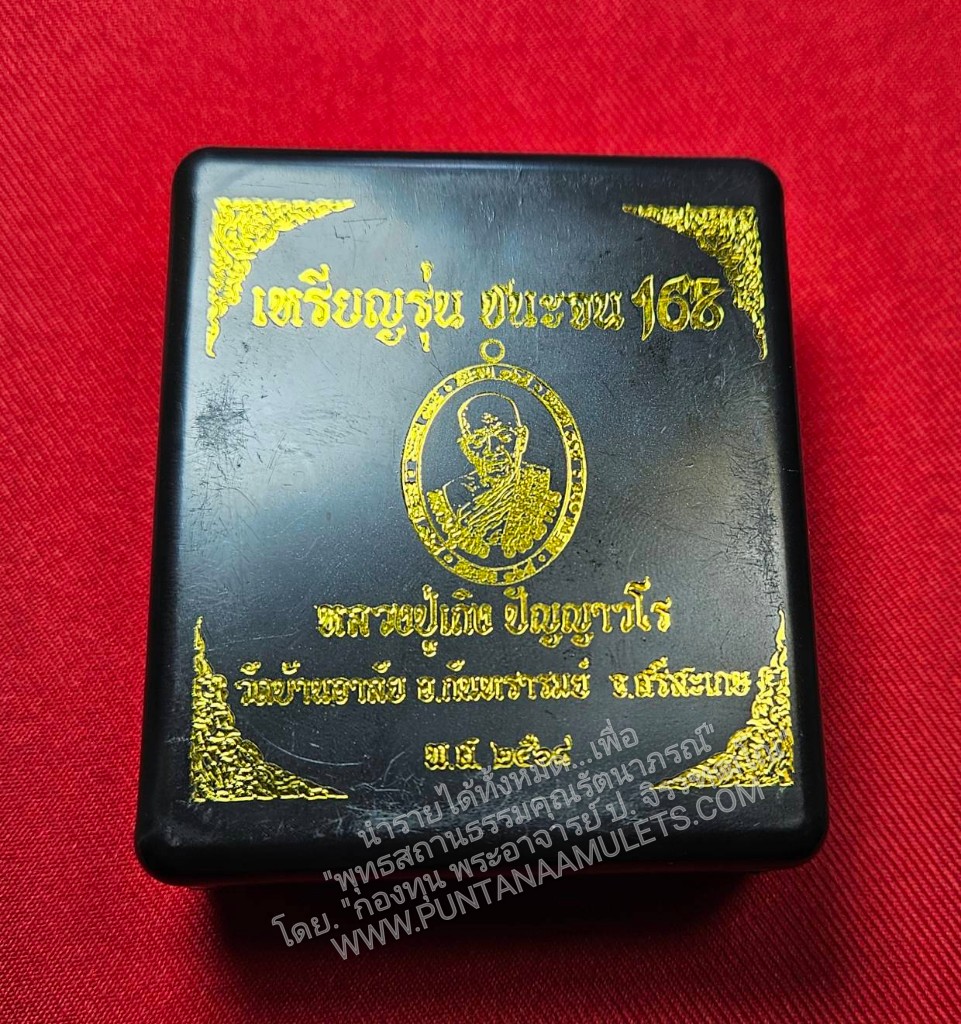 เหรียญรุ่น ชนะจน 168
หลวงปู่เกิ่ง ปัญญาวโร
วัดบ้านอาลัย อ.กันทรารมย์ จ.ศรีสะเกษ
พ.ศ. ๒๕๖๘
นำรายได้ทั้งหมด...เพื่อ
"พุทธสถานธรรมคุณรัตนาภรณ์"
โดย. "กองทุน พระอาจารย์ ป.
WWW.PUNTANAAMULETS.COM